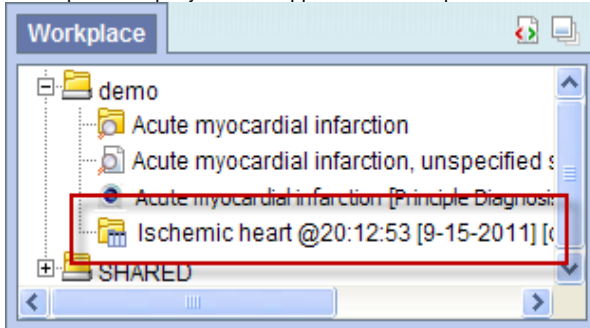 Workplace
demo
Acute myocardial infarction
Acute myocardial infarction, unspecified s
Acute myocardial infarction [Principle Diagnosis
Ischemic heart @20:12:53 [9-15-2011] [
SHARED